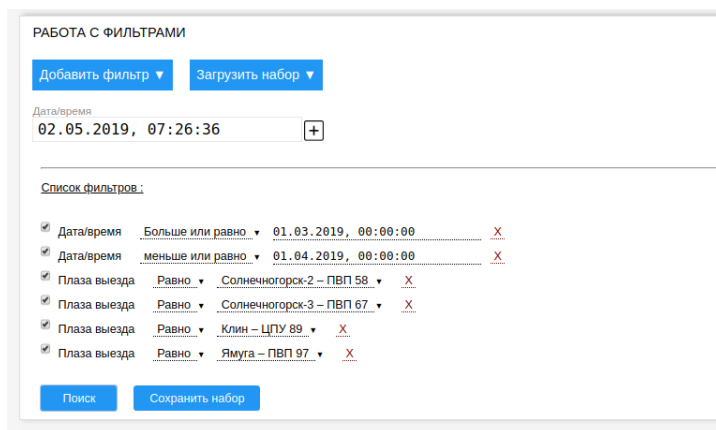 РАБОТА С ФИЛЬТРАМИ
Добавить фильтр ▼ Загрузить набор ▼
Дата/время
02.05.2019, 07:26:36 +
Список фильтров :
Дата/время Больше или равно ▾ 01.03.2019, 00:00:00 X
Дата/время меньше или равно ▾ 01.04.2019, 00:00:00 X
Плаза выезда Равно ▾ Солнечногорск-2 – ПВП 58 ▾ X
Плаза выезда Равно ▾ Солнечногорск-3 – ПВП 67 ▾ X
Плаза выезда Равно ▾ Клин – ЦПУ 89 ▾ X
Плаза выезда Равно ▾ Ямуга – ПВП 97 ▾ X
Поиск Сохранить набор